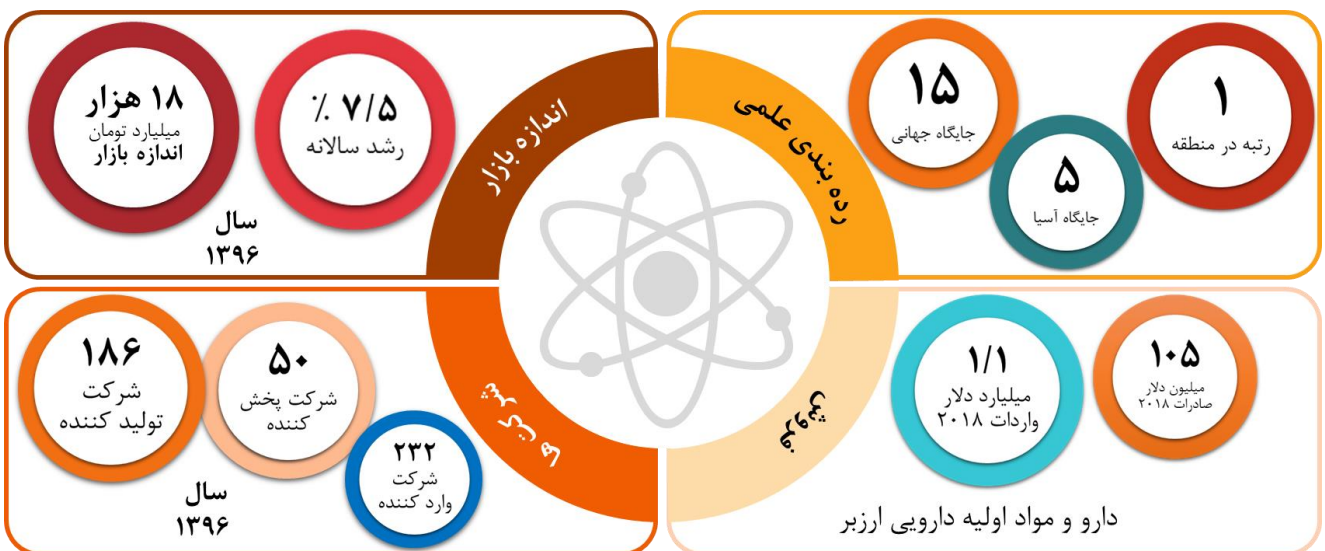 رده بندی علمی
۱
رتبه در منطقه
۱۵
جایگاه جهانی
۵
جایگاه آسیا
اندازه بازار
۷/۵ ٪
رشد سالانه
۱۸ هزار
میلیارد تومان
اندازه بازار
سال
۱۳۹۶
فروش
۱۰۵
میلیون دلار
صادرات ۲۰۱۸
۱/۱
میلیارد دلار
واردات ۲۰۱۸
دارو و مواد اولیه دارویی ارزبر
شرکت ها
۱۸۶
شرکت
تولید کننده
۵۰
شرکت پخش
کننده
۲۳۲
شرکت
وارد کننده
سال
۱۳۹۶